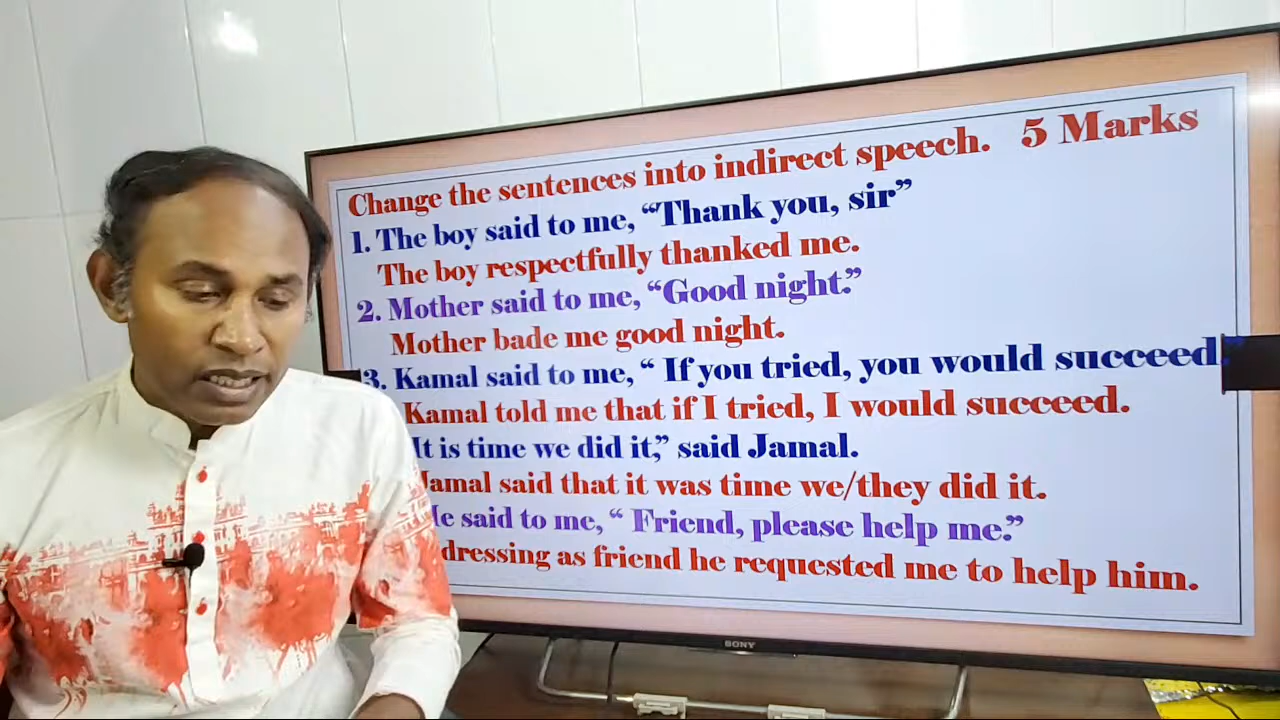 Change the sentences into indirect speech. 5 Marks
1. The boy said to me, “Thank you, sir”
The boy respectfully thanked me.
2. Mother said to me, “Good night.”
Mother bade me good night.
3. Kamal said to me, “ If you tried, you would succeed.
Kamal told me that if I tried, I would succeed.
It is time we did it,” said Jamal.
Jamal said that it was time we/they did it.
He said to me, “ Friend, please help me.”
dressing as friend he requested me to help him.
SONY